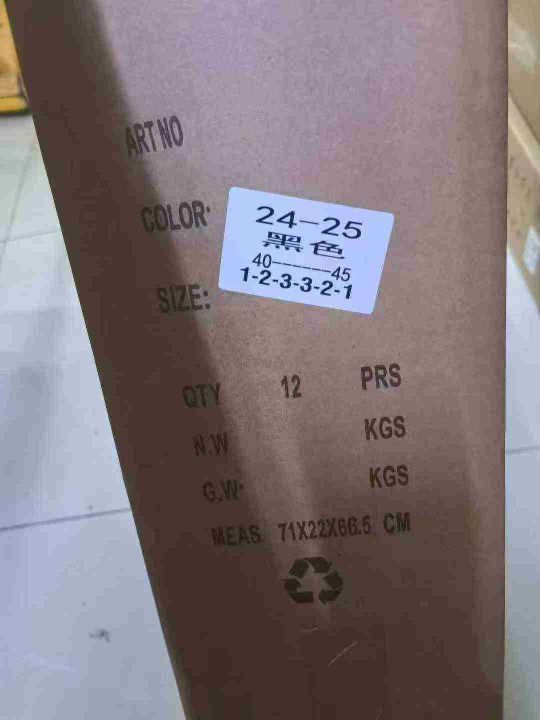 ART NO
COLOR:
24-25
黑色
40------45
1-2-3-3-2-1
SIZE:
QTY 12 PRS
N.W KGS
G.W: KGS
MEAS 71X22X66.5 CM